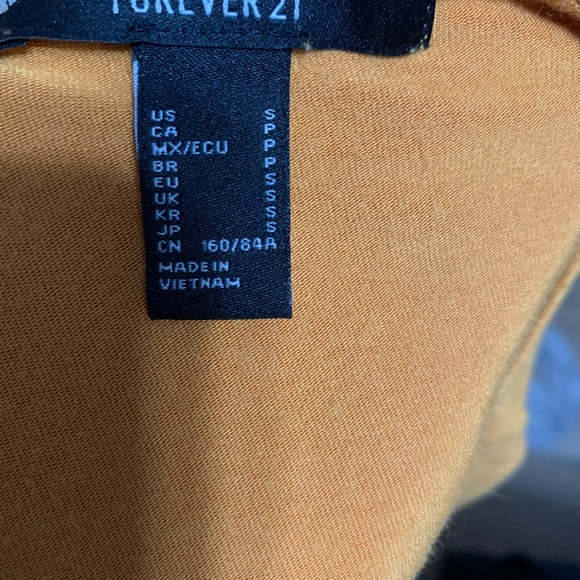 FOREVER 21
US S
CA P
MX/ECU P
BR P
EU S
UK S
KR S
JP S
CN 160/84A
MADE IN
VIETNAM